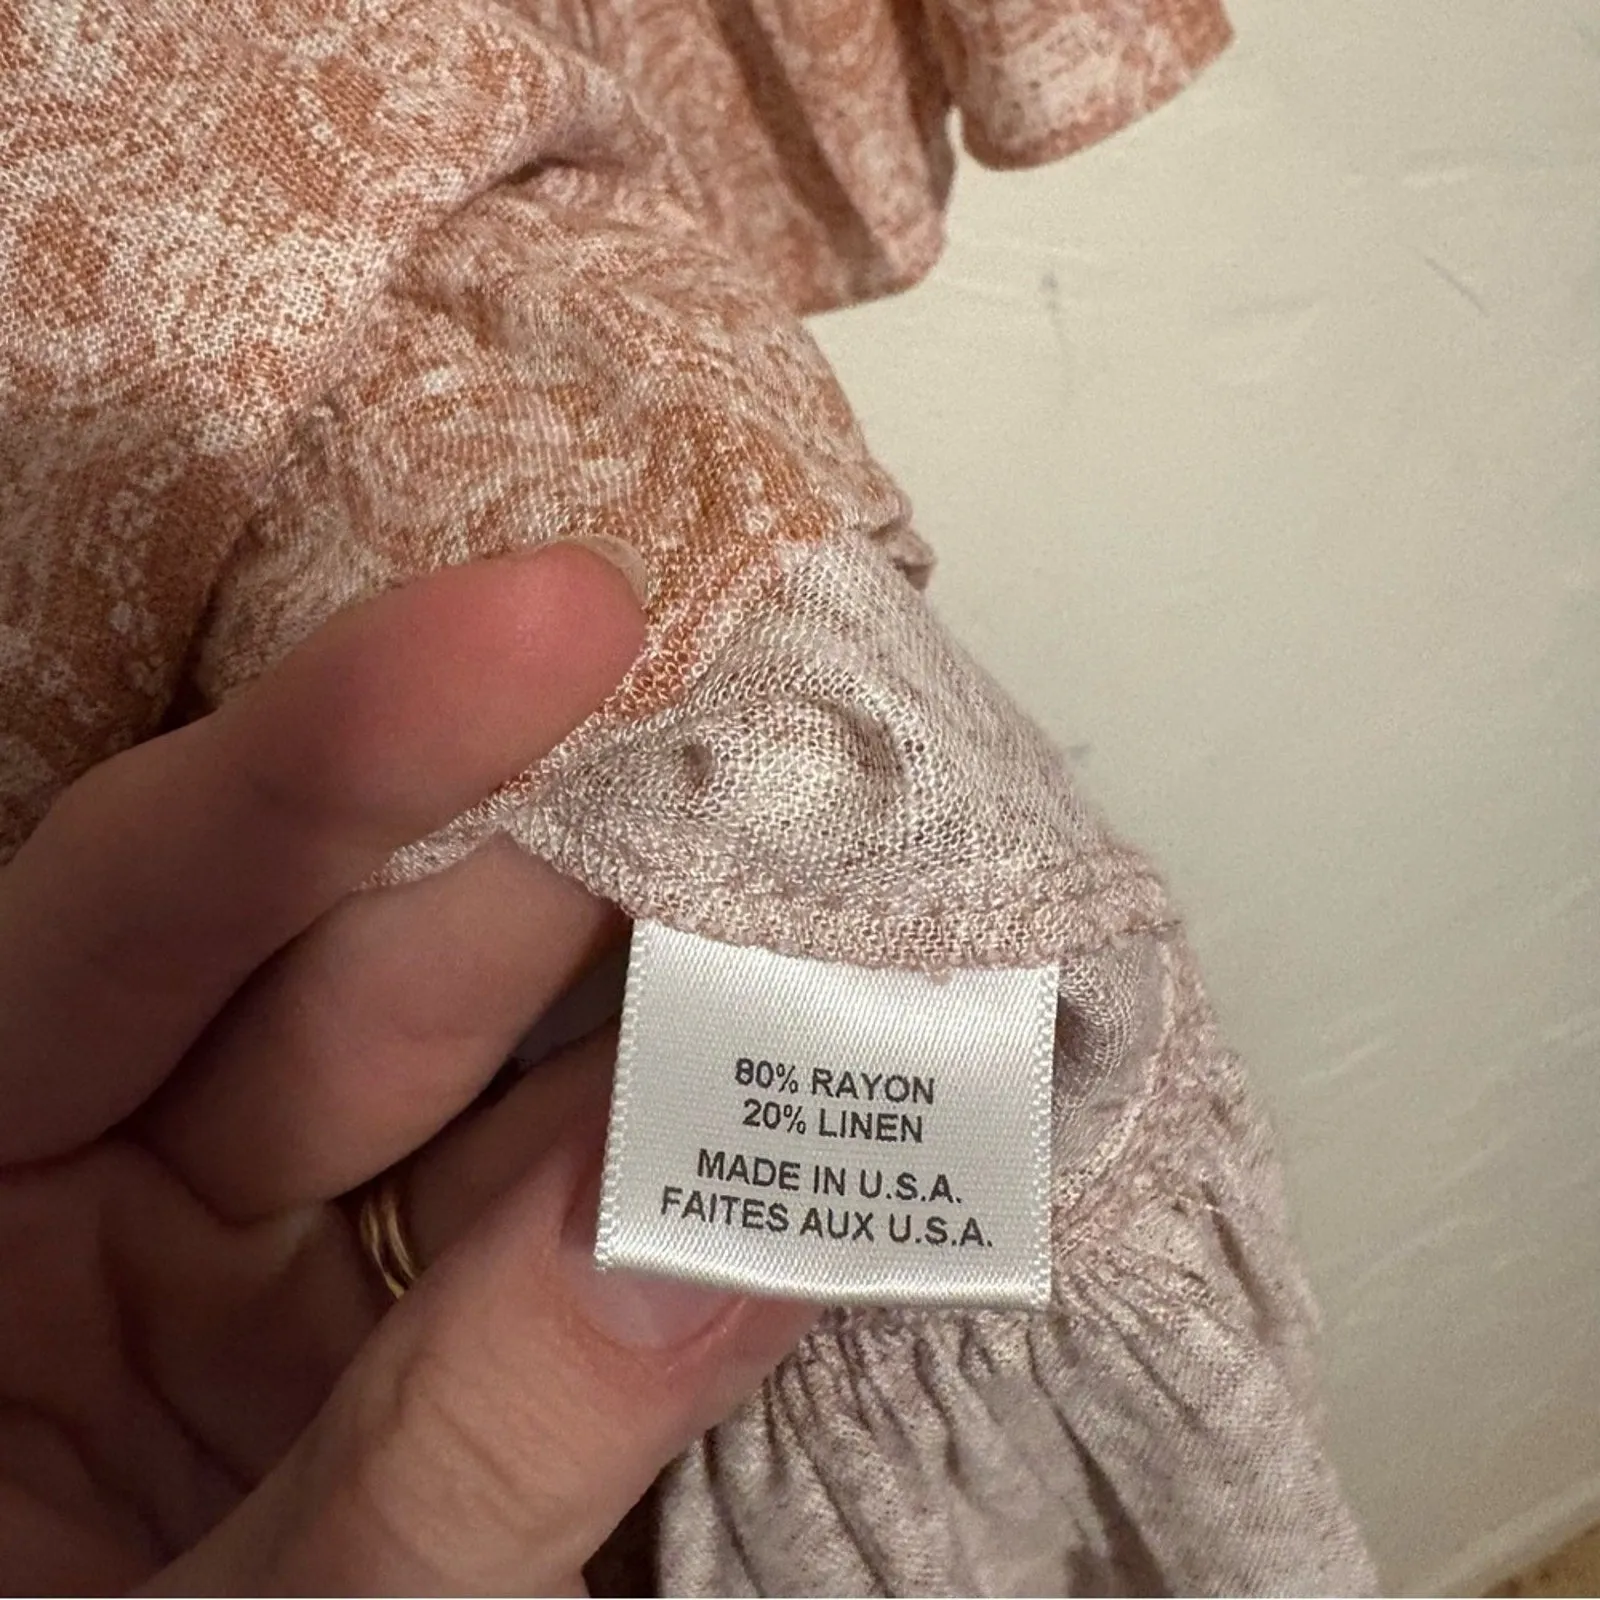 80% RAYON
20% LINEN
MADE IN U.S.A.
FAITES AUX U.S.A.